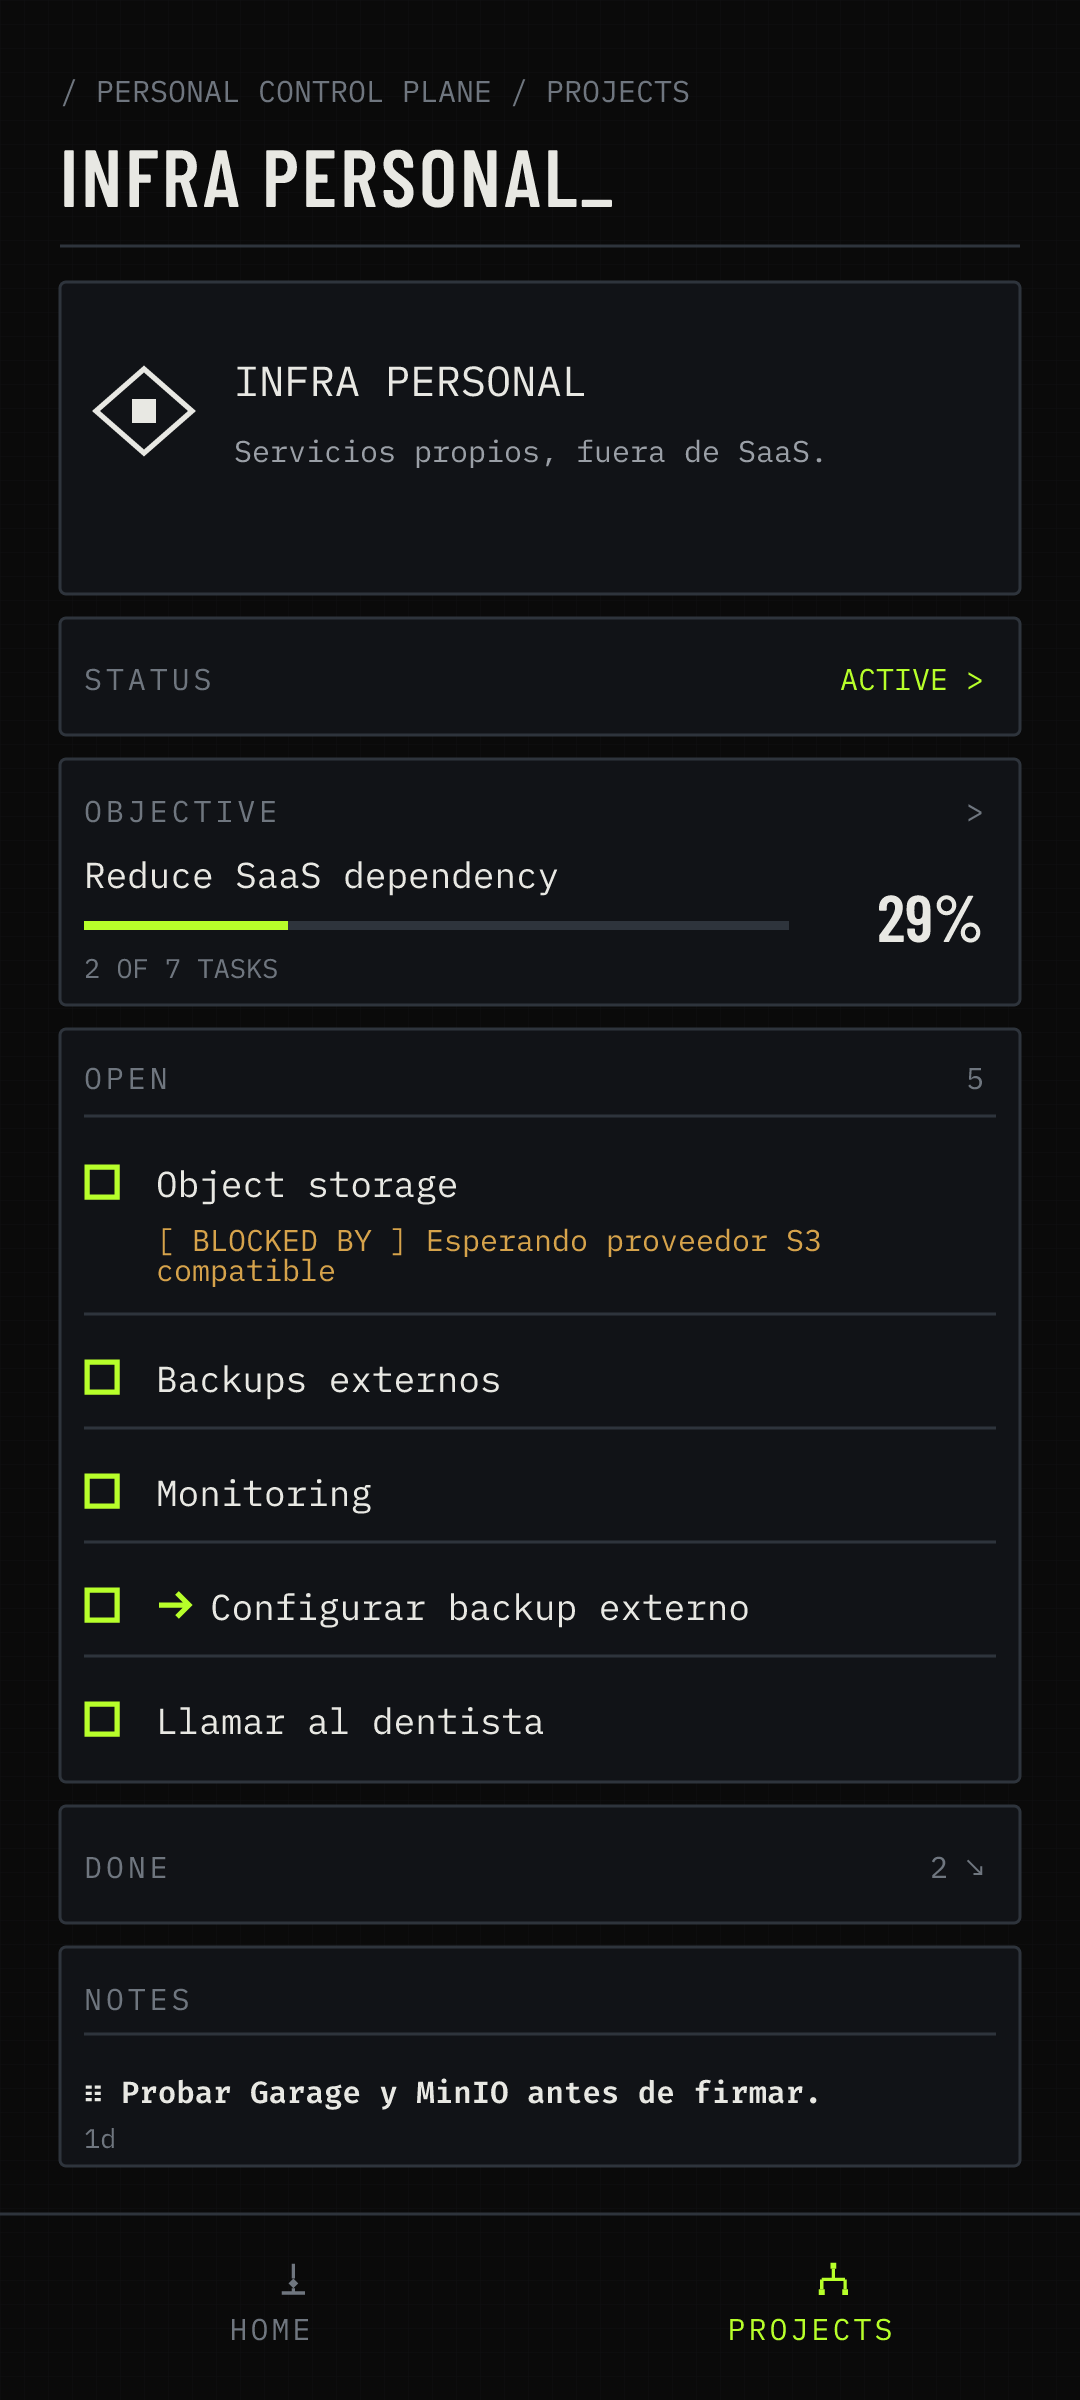 / PERSONAL CONTROL PLANE / PROJECTS
INFRA PERSONAL_
INFRA PERSONAL
Servicios propios, fuera de SaaS.
STATUS
ACTIVE >
OBJECTIVE
>
Reduce SaaS dependency
29%
2 OF 7 TASKS
OPEN
5
Object storage
[ BLOCKED BY ] Esperando proveedor S3
compatible
Backups externos
Monitoring
→ Configurar backup externo
Llamar al dentista
DONE
2 ↘
NOTES
⠿ Probar Garage y MinIO antes de firmar.
1d
HOME
PROJECTS